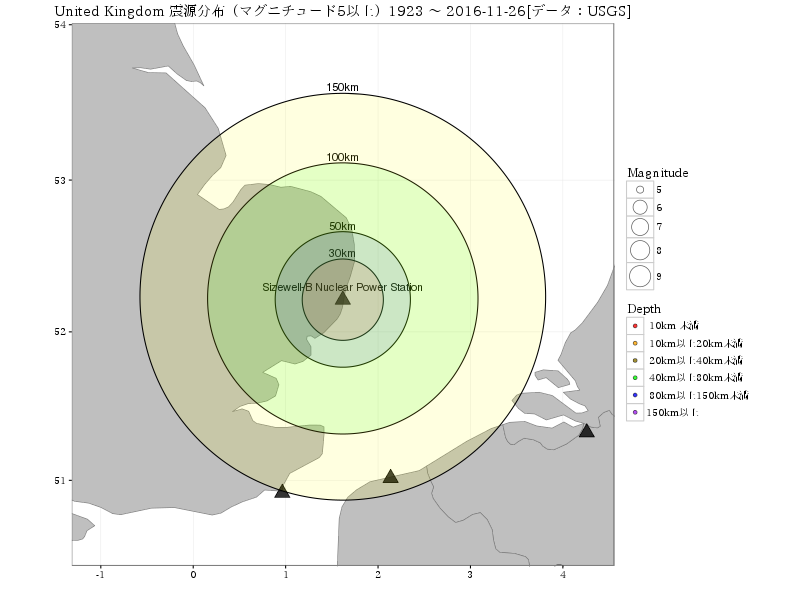 United Kingdom 震源分布（マグニチュード5以上）1923 ～ 2016-11-26[データ：USGS]
54
53
52
51
150km
100km
50km
30km
Sizewell-B Nuclear Power Station
-1
0
1
2
3
4
Magnitude
5
6
7
8
9
Depth
10km 未満
10km以上20km未満
20km以上40km未満
40km以上80km未満
80km以上150km未満
150km以上